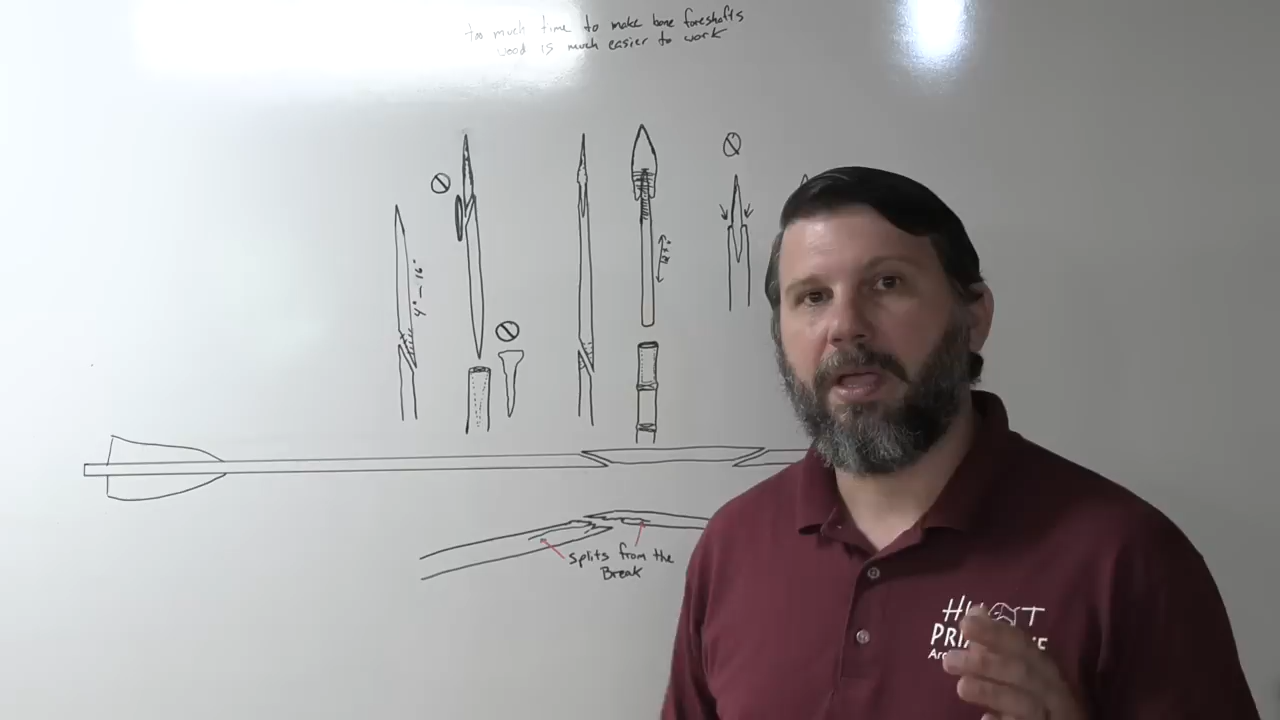 too much time to make bone foreshafts
wood is much easier to work
4" — 16"
splits from the
Break